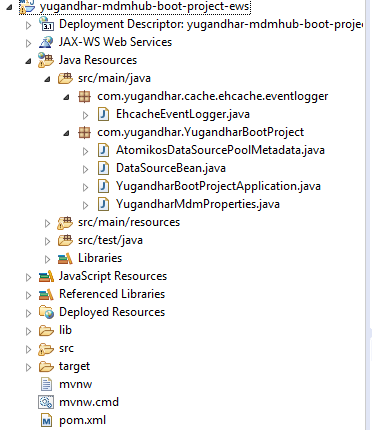 yugandhar-mdmhub-boot-project-ews
Deployment Descriptor: yugandhar-mdmhub-boot-projec
JAX-WS Web Services
Java Resources
src/main/java
com.yugandhar.cache.ehcache.eventlogger
EhcacheEventLogger.java
com.yugandhar.YugandharBootProject
AtomikosDataSourcePoolMetadata.java
DataSourceBean.java
YugandharBootProjectApplication.java
YugandharMdmProperties.java
src/main/resources
src/test/java
Libraries
JavaScript Resources
Referenced Libraries
Deployed Resources
lib
src
target
mvnw
mvnw.cmd
pom.xml